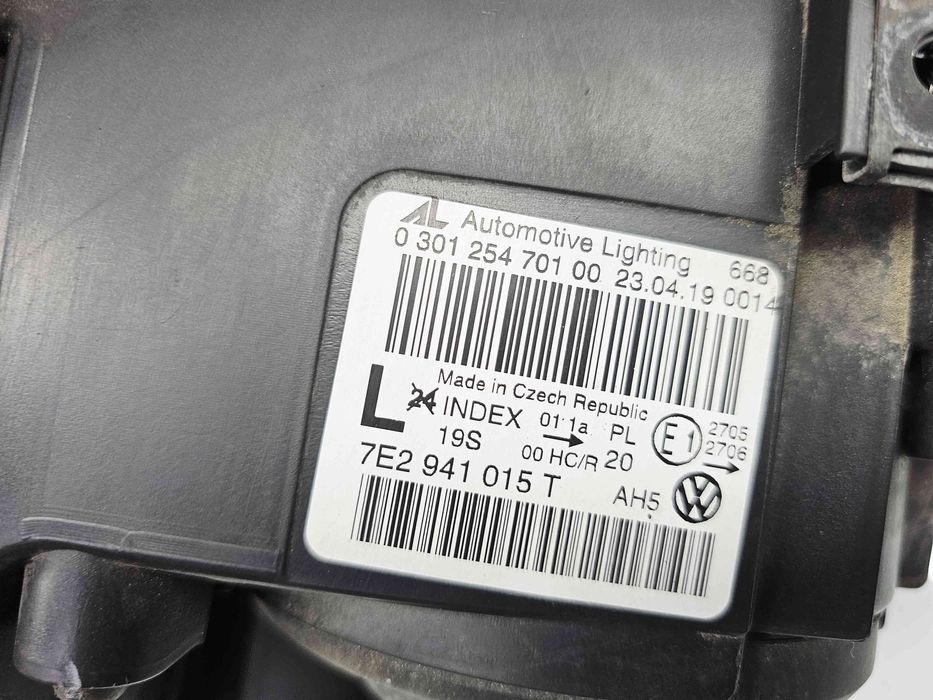 AL Automotive Lighting 668
0 301 254 701 00 23.04.19 0014
Made in Czech Republic
L 24 INDEX 01 1a PL E1 2705
19S 00 HC/R 20 2706
7E2 941 015 T AH5 VW